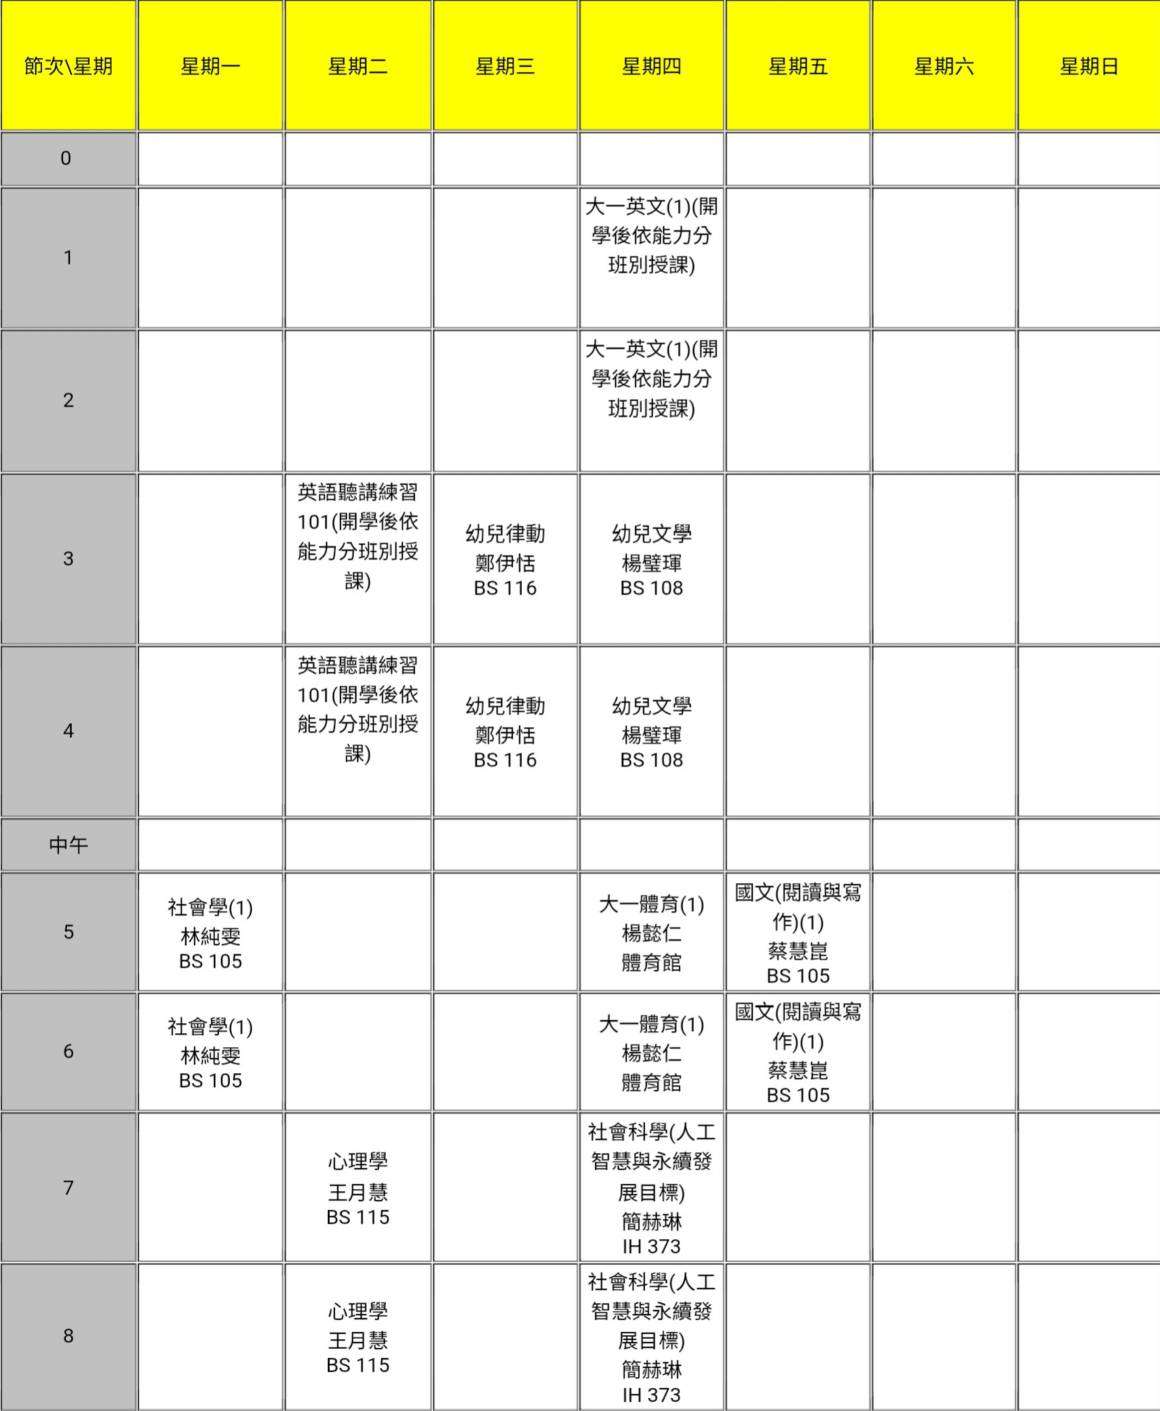 節次\星期
星期一
星期二
星期三
星期四
星期五
星期六
星期日
0
1
大一英文(1)(開
學後依能力分
班別授課)
2
大一英文(1)(開
學後依能力分
班別授課)
3
英語聽講練習
101(開學後依
能力分班別授
課)
幼兒律動
鄭伊恬
BS 116
幼兒文學
楊璧琿
BS 108
4
英語聽講練習
101(開學後依
能力分班別授
課)
幼兒律動
鄭伊恬
BS 116
幼兒文學
楊璧琿
BS 108
中午
5
社會學(1)
林純雯
BS 105
大一體育(1)
楊懿仁
體育館
國文(閱讀與寫
作)(1)
蔡慧崑
BS 105
6
社會學(1)
林純雯
BS 105
大一體育(1)
楊懿仁
體育館
國文(閱讀與寫
作)(1)
蔡慧崑
BS 105
7
心理學
王月慧
BS 115
社會科學(人工
智慧與永續發
展目標)
簡赫琳
IH 373
8
心理學
王月慧
BS 115
社會科學(人工
智慧與永續發
展目標)
簡赫琳
IH 373